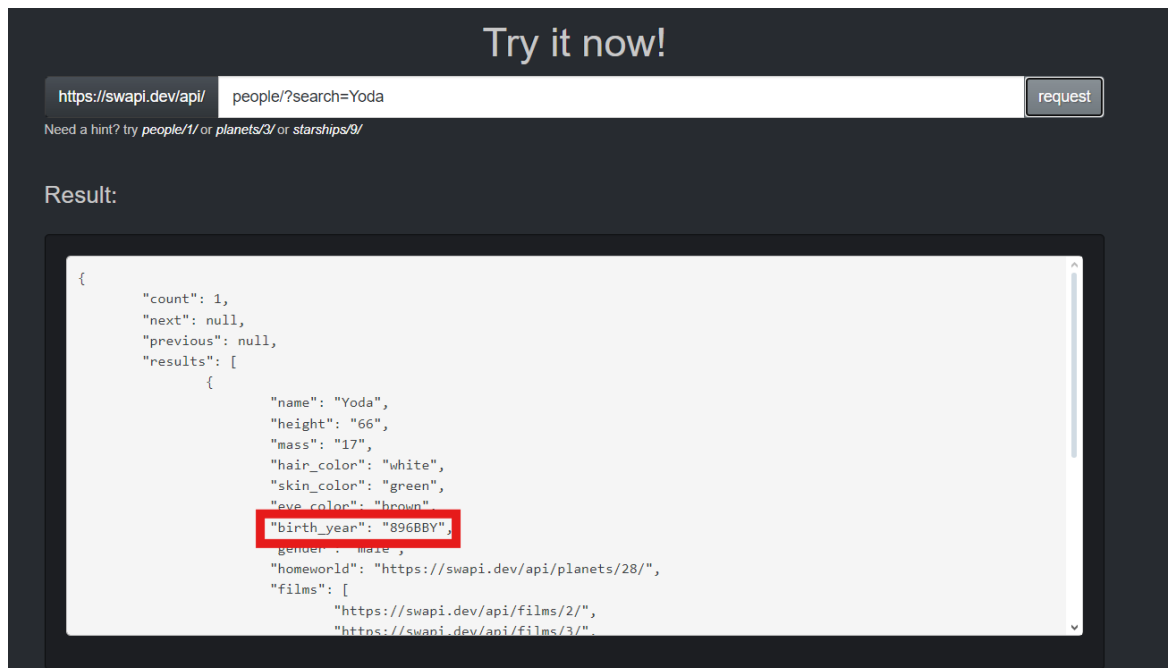 Try it now!
https://swapi.dev/api/ people/?search=Yoda request
Need a hint? try people/1/ or planets/3/ or starships/9/
Result:
{
"count": 1,
"next": null,
"previous": null,
"results": [
{
"name": "Yoda",
"height": "66",
"mass": "17",
"hair_color": "white",
"skin_color": "green",
"eye_color": "brown",
"birth_year": "896BBY",
"gender": "male",
"homeworld": "https://swapi.dev/api/planets/28/",
"films": [
"https://swapi.dev/api/films/2/",
"https://swapi.dev/api/films/3/",